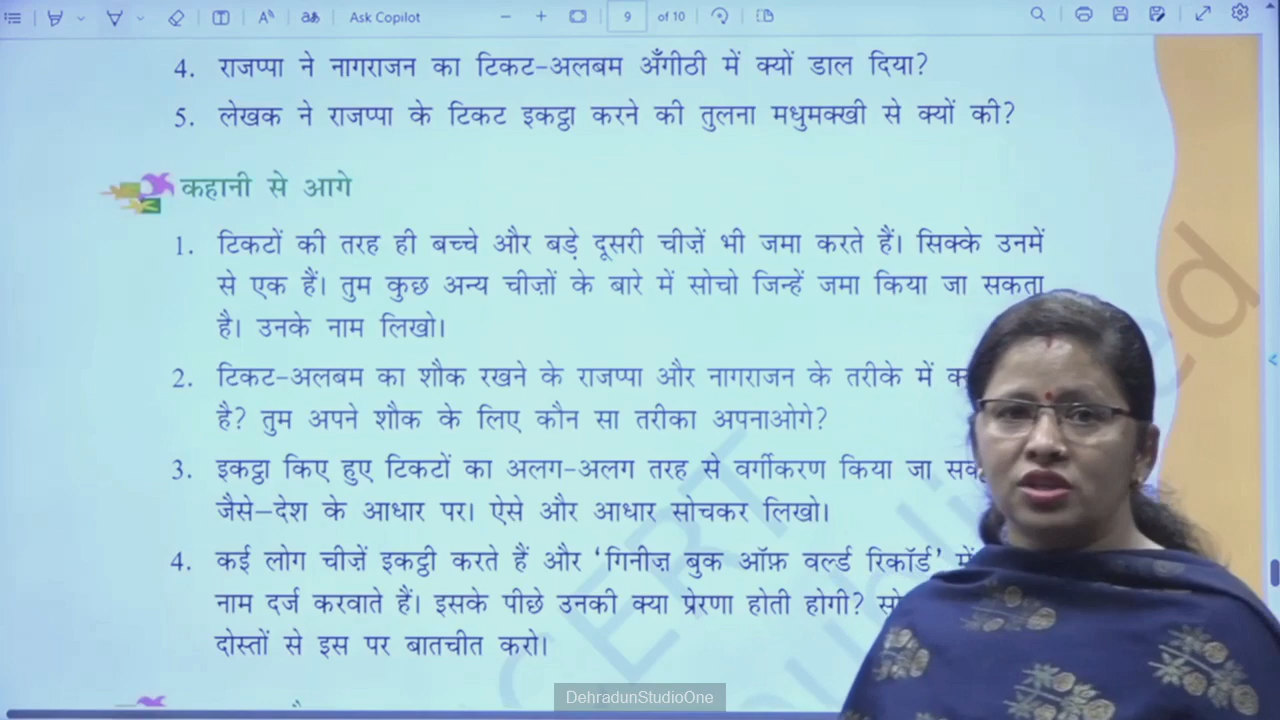 Ask Copilot
9 of 10
4. राजप्पा ने नागराजन का टिकट-अलबम अँगीठी में क्यों डाल दिया?
5. लेखक ने राजप्पा के टिकट इकट्ठा करने की तुलना मधुमक्खी से क्यों की?
कहानी से आगे
1. टिकटों की तरह ही बच्चे और बड़े दूसरी चीज़ें भी जमा करते हैं। सिक्के उनमें
से एक हैं। तुम कुछ अन्य चीज़ों के बारे में सोचो जिन्हें जमा किया जा सकता
है। उनके नाम लिखो।
2. टिकट-अलबम का शौक रखने के राजप्पा और नागराजन के तरीके में
है? तुम अपने शौक के लिए कौन सा तरीका अपनाओगे?
3. इकट्ठा किए हुए टिकटों का अलग-अलग तरह से वर्गीकरण किया जा
जैसे—देश के आधार पर। ऐसे और आधार सोचकर लिखो।
4. कई लोग चीज़ें इकट्ठी करते हैं और 'गिनीज़ बुक ऑफ़ वर्ल्ड रिकॉर्ड' में
नाम दर्ज करवाते हैं। इसके पीछे उनकी क्या प्रेरणा होती होगी?
दोस्तों से इस पर बातचीत करो।
DehradunStudioOne